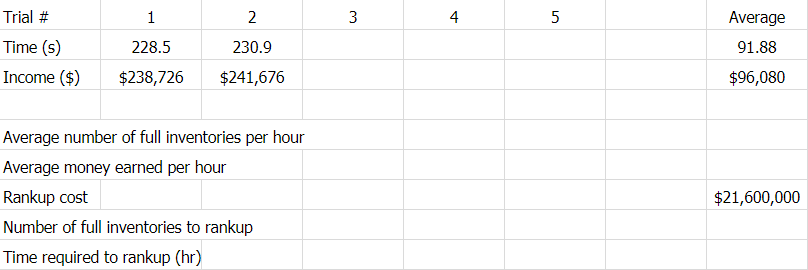 Trial # 1 2 3 4 5 Average
Time (s) 228.5 230.9 91.88
Income ($) $238,726 $241,676 $96,080
Average number of full inventories per hour
Average money earned per hour
Rankup cost $21,600,000
Number of full inventories to rankup
Time required to rankup (hr)